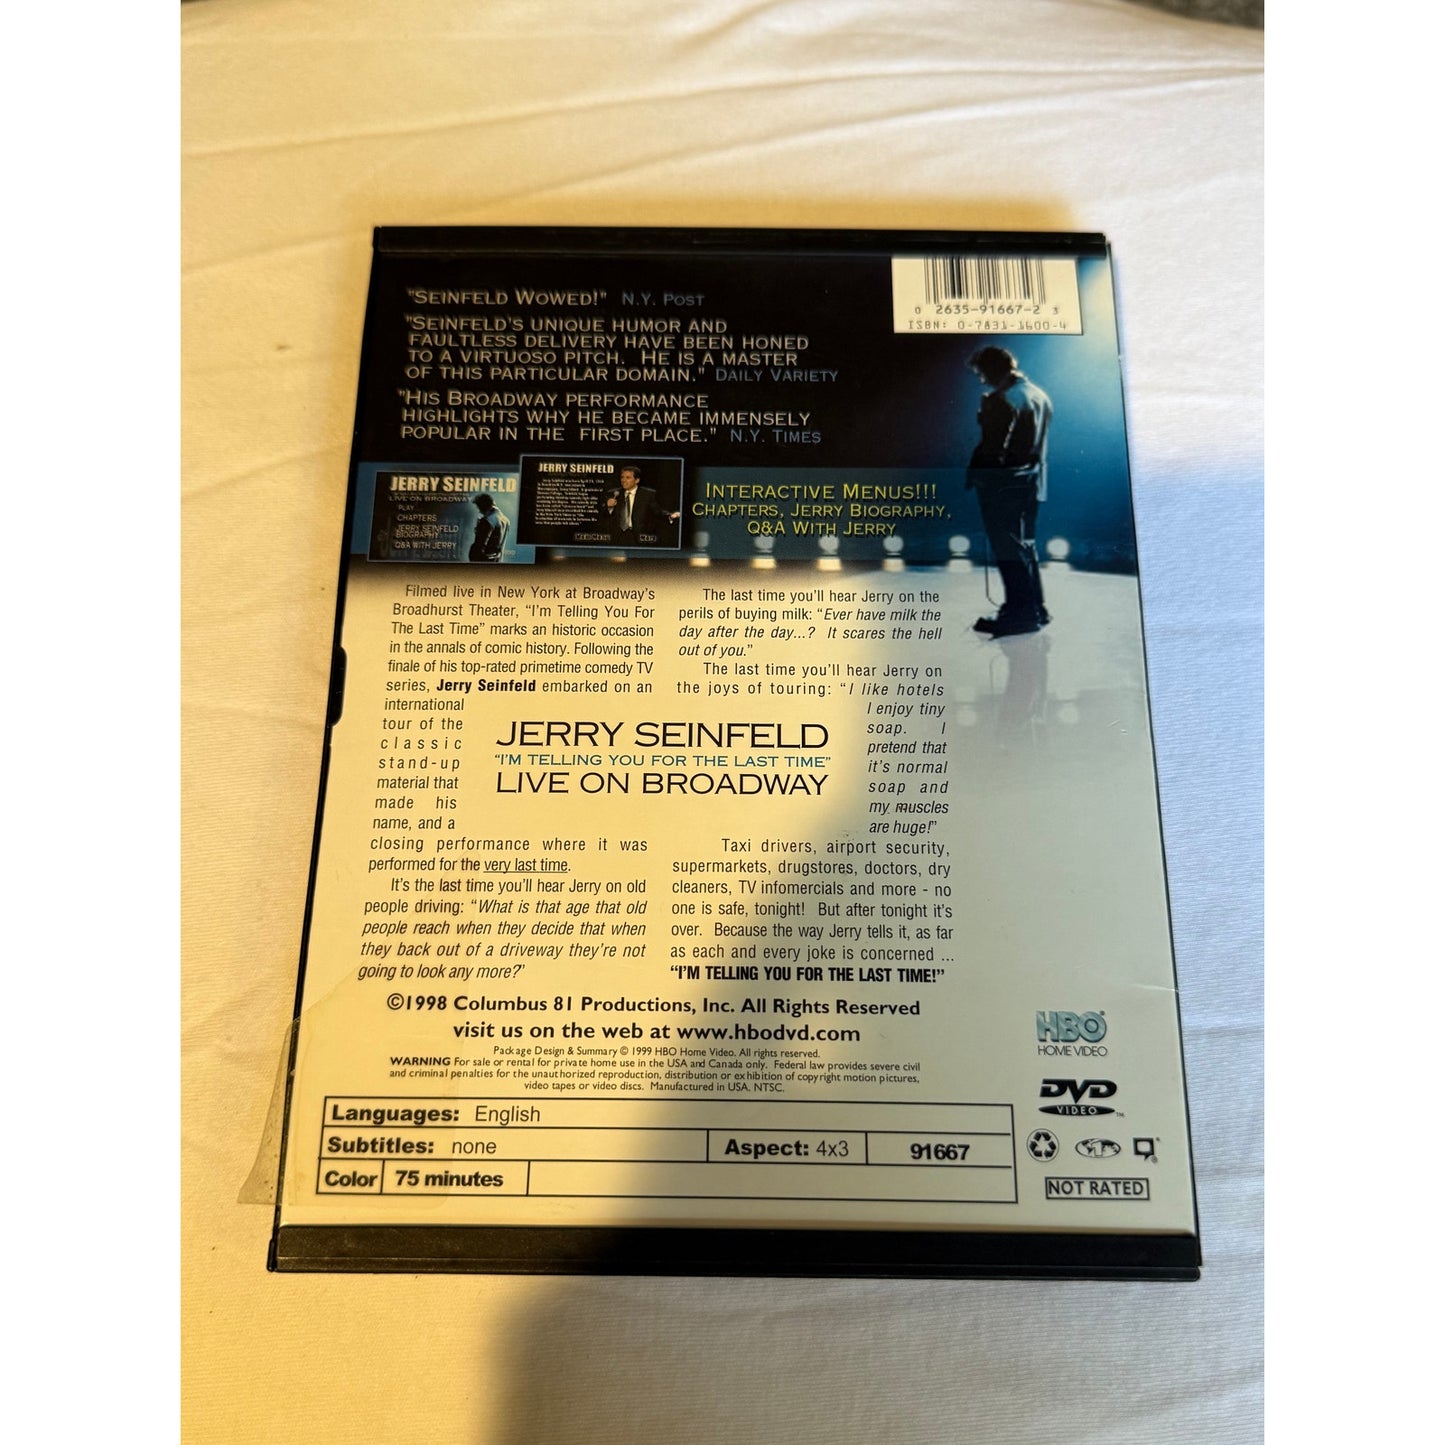 "SEINFELD WOWED!" N.Y. POST
"SEINFELD'S UNIQUE HUMOR AND
FAULTLESS DELIVERY HAVE BEEN HONED
TO A VIRTUOSO PITCH. HE IS A MASTER
OF THIS PARTICULAR DOMAIN." DAILY VARIETY
"HIS BROADWAY PERFORMANCE
HIGHLIGHTS WHY HE BECAME IMMENSELY
POPULAR IN THE FIRST PLACE." N.Y. TIMES
0 2635-91667-2 3
ISBN: 0-7831-1600-4
JERRY SEINFELD
LIVE ON BROADWAY
PLAY
CHAPTERS
JERRY SEINFELD
BIOGRAPHY
Q&A WITH JERRY
JERRY SEINFELD
Main Menu
More
INTERACTIVE MENUS!!!
CHAPTERS, JERRY BIOGRAPHY,
Q&A WITH JERRY
Filmed live in New York at Broadway's
Broadhurst Theater, "I'm Telling You For
The Last Time" marks an historic occasion
in the annals of comic history. Following the
finale of his top-rated primetime comedy TV
series, Jerry Seinfeld embarked on an
international
tour of the
classic
stand-up
material that
made his
name, and a
closing performance where it was
performed for the very last time.
It's the last time you'll hear Jerry on old
people driving: "What is that age that old
people reach when they decide that when
they back out of a driveway they're not
going to look any more?"
JERRY SEINFELD
"I'M TELLING YOU FOR THE LAST TIME"
LIVE ON BROADWAY
The last time you'll hear Jerry on the
perils of buying milk: "Ever have milk the
day after the day...? It scares the hell
out of you."
The last time you'll hear Jerry on
the joys of touring: "I like hotels
I enjoy tiny
soap. I
pretend that
it's normal
soap and
my muscles
are huge!"
Taxi drivers, airport security,
supermarkets, drugstores, doctors, dry
cleaners, TV infomercials and more - no
one is safe, tonight! But after tonight it's
over. Because the way Jerry tells it, as far
as each and every joke is concerned ...
"I'M TELLING YOU FOR THE LAST TIME!"
©1998 Columbus 81 Productions, Inc. All Rights Reserved
visit us on the web at www.hbodvd.com
Package Design & Summary © 1999 HBO Home Video. All rights reserved.
WARNING For sale or rental for private home use in the USA and Canada only. Federal law provides severe civil
and criminal penalties for the unauthorized reproduction, distribution or exhibition of copyright motion pictures,
video tapes or video discs. Manufactured in USA. NTSC.
HBO
HOME VIDEO
DVD
VIDEO ™
Languages: English
Subtitles: none
Aspect: 4x3
91667
Color
75 minutes
NOT RATED